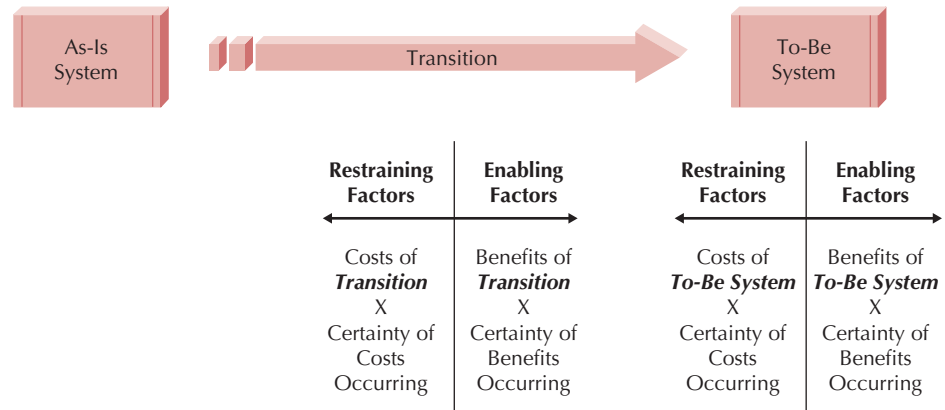 As-Is
System
Transition
To-Be
System
Restraining
Factors
Enabling
Factors
Costs of
Transition
X
Certainty of
Costs
Occurring
Benefits of
Transition
X
Certainty of
Benefits
Occurring
Restraining
Factors
Enabling
Factors
Costs of
To-Be System
X
Certainty of
Costs
Occurring
Benefits of
To-Be System
X
Certainty of
Benefits
Occurring